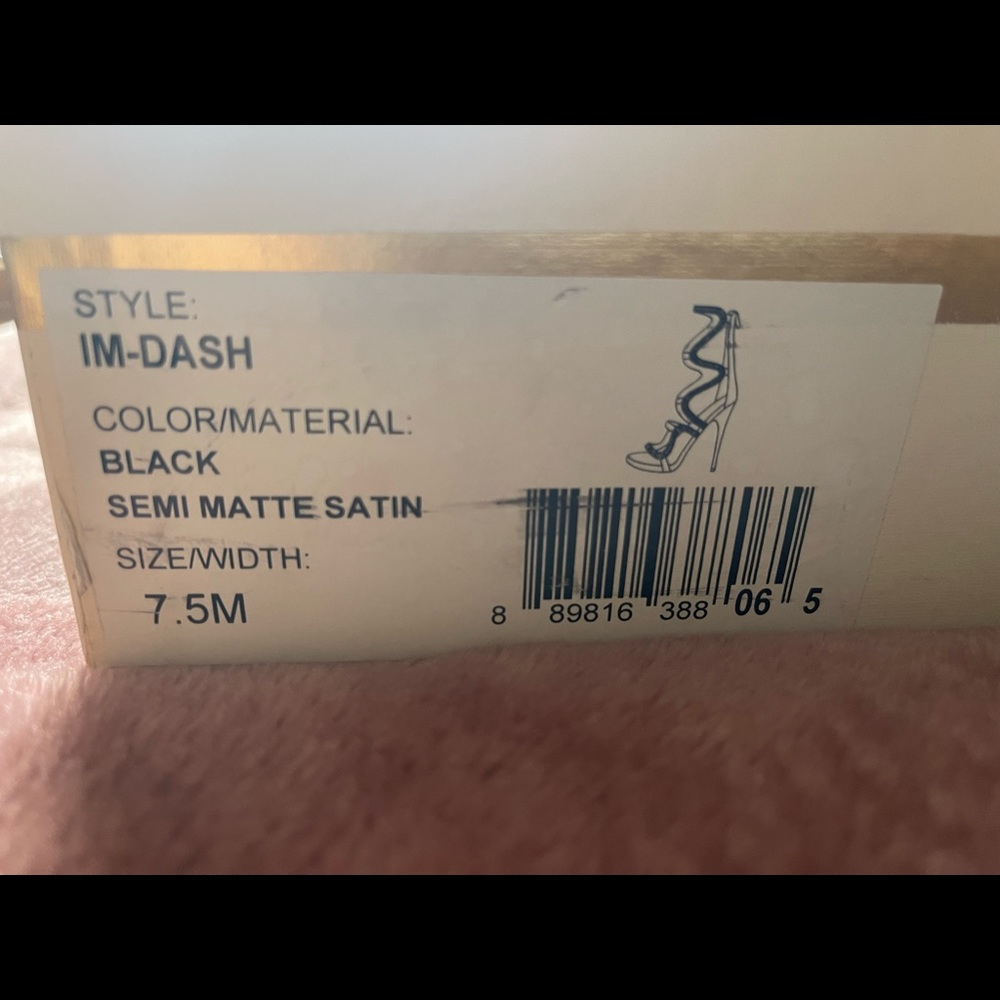 STYLE:
IM-DASH
COLOR/MATERIAL:
BLACK
SEMI MATTE SATIN
SIZE/WIDTH:
7.5M
8 89816 388 06 5